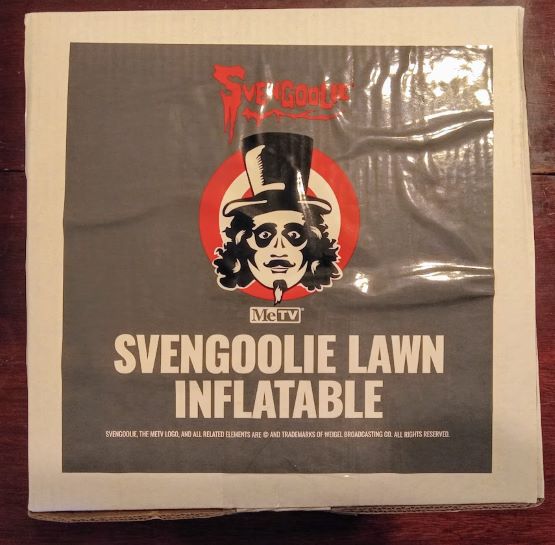 SVENGOOLIE
MeTV
SVENGOOLIE LAWN
INFLATABLE
SVENGOOLIE, THE METV LOGO, AND ALL RELATED ELEMENTS ARE © AND TRADEMARKS OF WEIGEL BROADCASTING CO. ALL RIGHTS RESERVED.